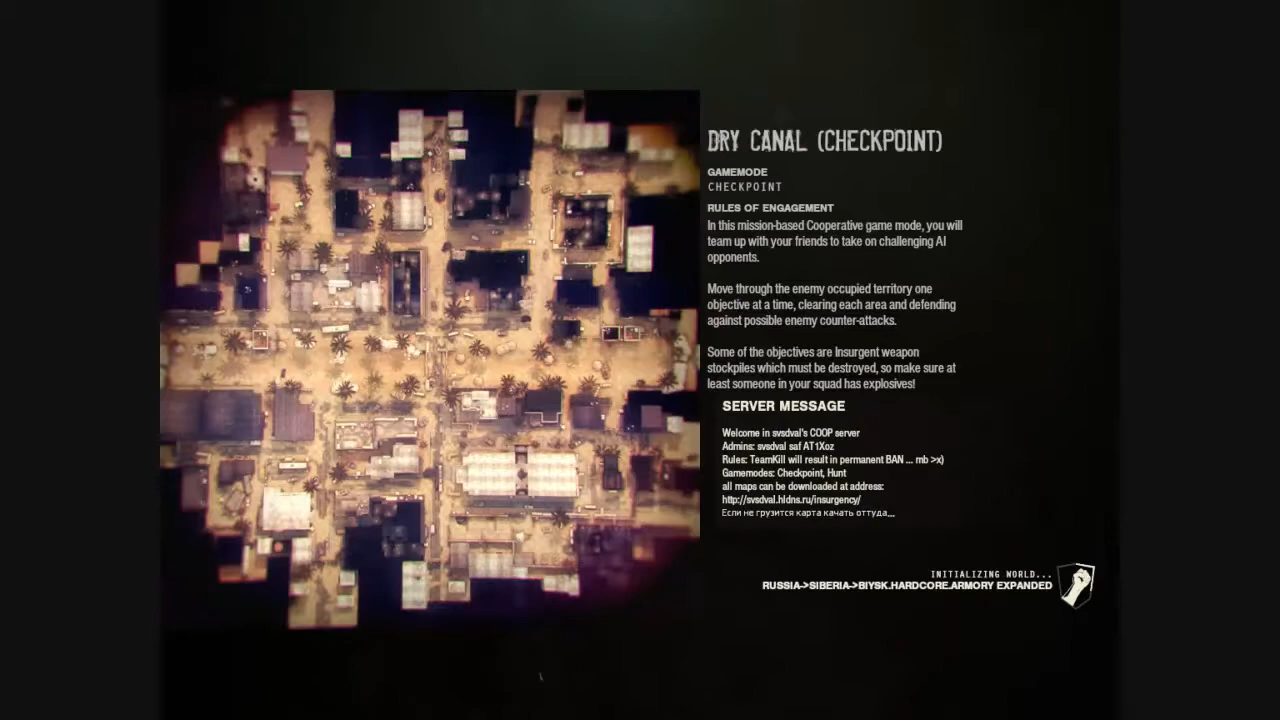 DRY CANAL (CHECKPOINT)
GAMEMODE
CHECKPOINT
RULES OF ENGAGEMENT
In this mission-based Cooperative game mode, you will
team up with your friends to take on challenging AI
opponents.
Move through the enemy occupied territory one
objective at a time, clearing each area and defending
against possible enemy counter-attacks.
Some of the objectives are Insurgent weapon
stockpiles which must be destroyed, so make sure at
least someone in your squad has explosives!
SERVER MESSAGE
Welcome in svsdval's COOP server
Admins: svsdval saf AT1Xoz
Rules: TeamKill will result in permanent BAN ... mb >x)
Gamemodes: Checkpoint, Hunt
all maps can be downloaded at address:
http://svsdval.hldns.ru/insurgency/
Если не грузится карта качать оттуда...
INITIALIZING WORLD...
RUSSIA->SIBERIA->BIYSK.HARDCORE.ARMORY EXPANDED